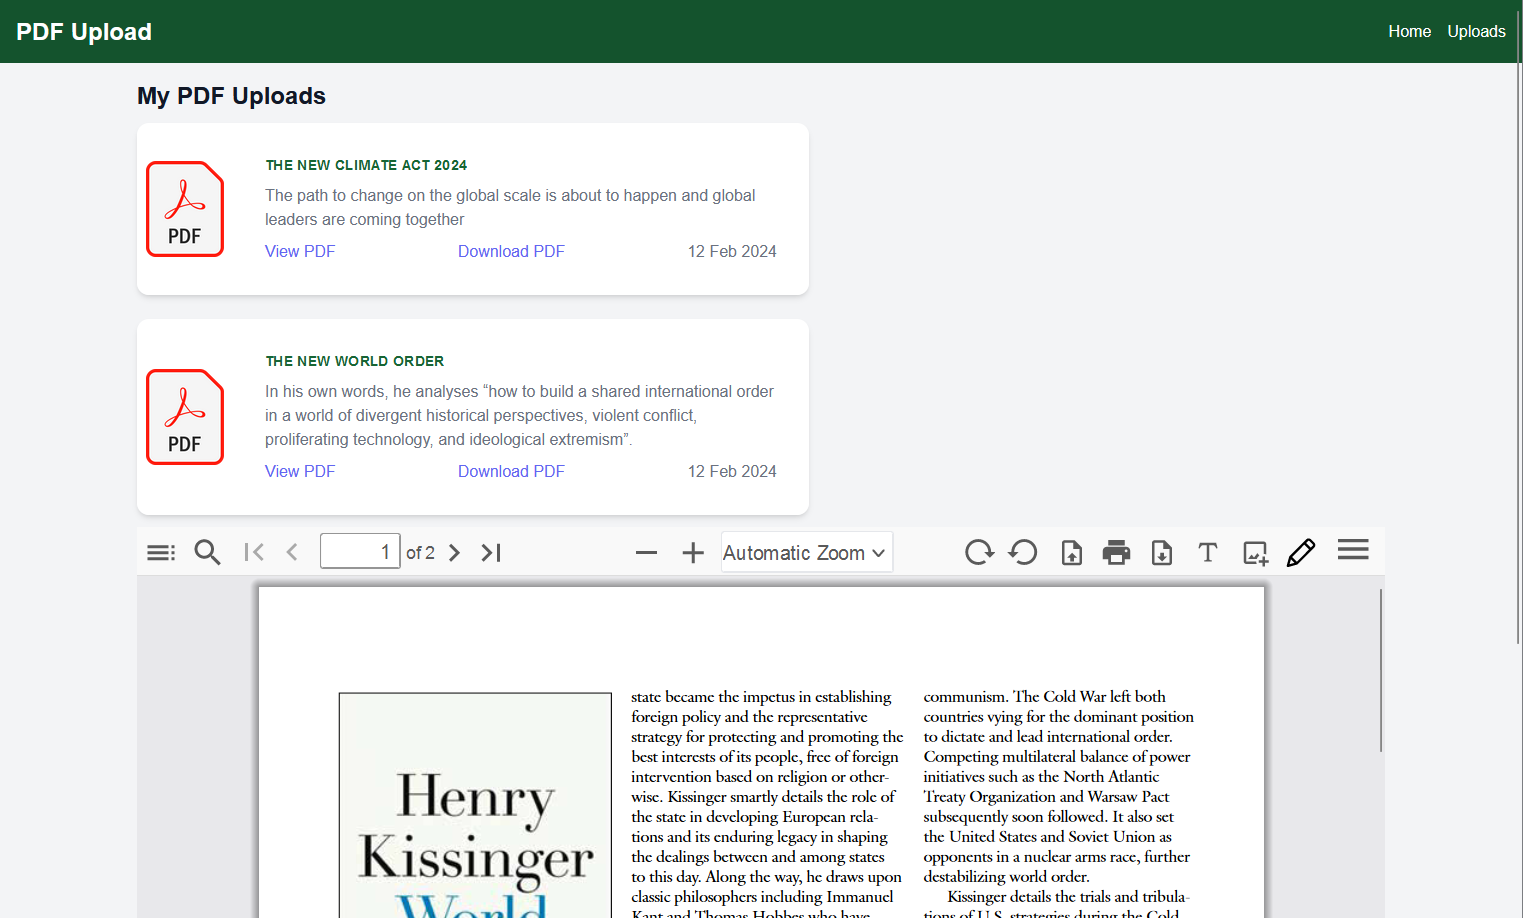 PDF Upload
Home Uploads
My PDF Uploads
THE NEW CLIMATE ACT 2024
The path to change on the global scale is about to happen and global
leaders are coming together
PDF
View PDF Download PDF 12 Feb 2024
THE NEW WORLD ORDER
In his own words, he analyses “how to build a shared international order
in a world of divergent historical perspectives, violent conflict,
proliferating technology, and ideological extremism”.
PDF
View PDF Download PDF 12 Feb 2024
1 of 2 Automatic Zoom T
Henry
Kissinger
World
state became the impetus in establishing
foreign policy and the representative
strategy for protecting and promoting the
best interests of its people, free of foreign
intervention based on religion or other-
wise. Kissinger smartly details the role of
the state in developing European rela-
tions and its enduring legacy in shaping
the dealings between and among states
to this day. Along the way, he draws upon
classic philosophers including Immanuel
Kant and Thomas Hobbes who have
communism. The Cold War left both
countries vying for the dominant position
to dictate and lead international order.
Competing multilateral balance of power
initiatives such as the North Atlantic
Treaty Organization and Warsaw Pact
subsequently soon followed. It also set
the United States and Soviet Union as
opponents in a nuclear arms race, further
destabilizing world order.
Kissinger details the trials and tribula-
tions of U.S. strategies during the Cold